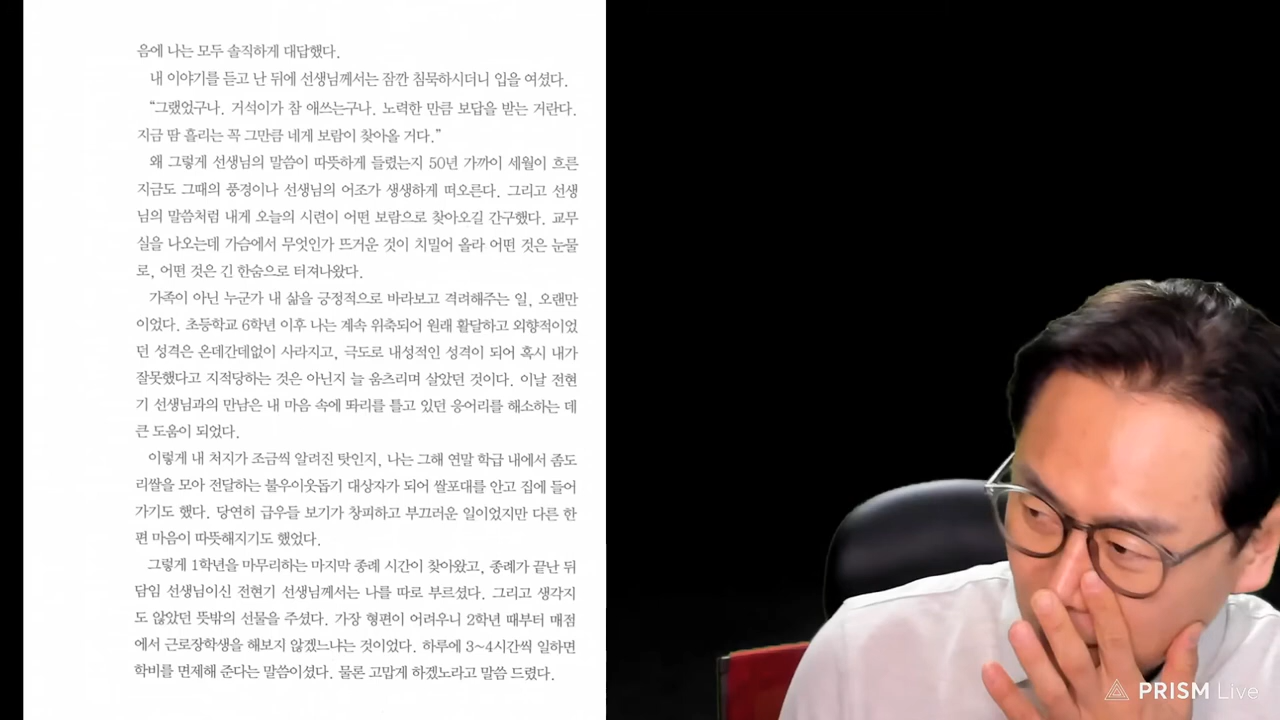 음에 나는 모두 솔직하게 대답했다.
내 이야기를 듣고 난 뒤에 선생님께서는 잠깐 침묵하시더니 입을 여셨다.
“그랬었구나. 거석이가 참 애쓰는구나. 노력한 만큼 보답을 받는 거란다.
지금 땀 흘리는 꼭 그만큼 네게 보람이 찾아올 거다.”
왜 그렇게 선생님의 말씀이 따뜻하게 들렸는지 50년 가까이 세월이 흐른
지금도 그때의 풍경이나 선생님의 어조가 생생하게 떠오른다. 그리고 선생
님의 말씀처럼 내게 오늘의 시련이 어떤 보람으로 찾아오길 간구했다. 교무
실을 나오는데 가슴에서 무엇인가 뜨거운 것이 치밀어 올라 어떤 것은 눈물
로, 어떤 것은 긴 한숨으로 터져나왔다.
가족이 아닌 누군가 내 삶을 긍정적으로 바라보고 격려해주는 일, 오랜만
이었다. 초등학교 6학년 이후 나는 계속 위축되어 원래 활달하고 외향적이었
던 성격은 온데간데없이 사라지고, 극도로 내성적인 성격이 되어 혹시 내가
잘못했다고 지적당하는 것은 아닌지 늘 움츠리며 살았던 것이다. 이날 전현
기 선생님과의 만남은 내 마음 속에 똬리를 틀고 있던 응어리를 해소하는 데
큰 도움이 되었다.
이렇게 내 처지가 조금씩 알려진 탓인지, 나는 그해 연말 학급 내에서 좀도
리쌀을 모아 전달하는 불우이웃돕기 대상자가 되어 쌀포대를 안고 집에 들어
가기도 했다. 당연히 급우들 보기가 창피하고 부끄러운 일이었지만 다른 한
편 마음이 따뜻해지기도 했었다.
그렇게 1학년을 마무리하는 마지막 종례 시간이 찾아왔고, 종례가 끝난 뒤
담임 선생님이신 전현기 선생님께서는 나를 따로 부르셨다. 그리고 생각지
도 않았던 뜻밖의 선물을 주셨다. 가장 형편이 어려우니 2학년 때부터 매점
에서 근로장학생을 해보지 않겠느냐는 것이었다. 하루에 3~4시간씩 일하면
학비를 면제해 준다는 말씀이셨다. 물론 고맙게 하겠노라고 말씀 드렸다.
PRISM Live